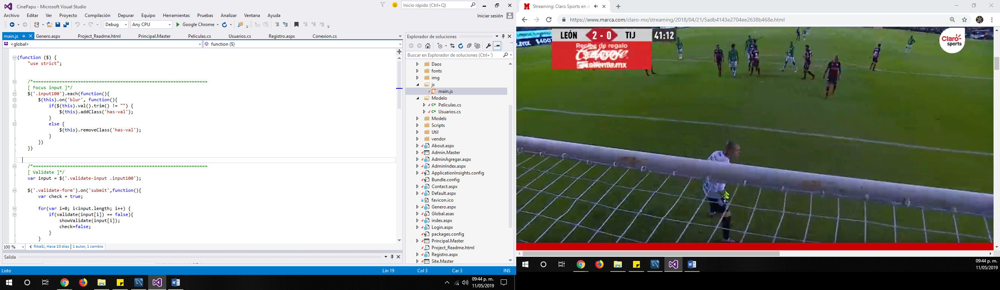 CinePapu - Microsoft Visual Studio
Inicio rápido (Ctrl+Q)
Archivo Editar Ver Proyecto Compilación Depurar Equipo Herramientas Pruebas Analizar Ventana Ayuda
Iniciar sesión
Debug Any CPU Google Chrome
main.js Genero.aspx Project_Readme.html Principal.Master Peliculas.cs Usuarios.cs Registro.aspx Conexion.cs
<global> function ($)
(function ($) {
"use strict";
/*==================================================================
[ Focus input ]*/
$('.input100').each(function(){
$(this).on('blur', function(){
if($(this).val().trim() != "") {
$(this).addClass('has-val');
}
else {
$(this).removeClass('has-val');
}
})
})
/*==================================================================
[ Validate ]*/
var input = $('.validate-input .input100');
$('.validate-form').on('submit',function(){
var check = true;
for(var i=0; i<input.length; i++) {
if(validate(input[i]) == false){
showValidate(input[i]);
check=false;
}
}
100 %
RikaSJ, Hace 10 días | 1 autor, 1 cambio
Salida
Listo
Lín 19 Col 3 Car 3 INS
Explorador de soluciones
Buscar en Explorador de soluciones (Ctrl+´)
Daos
fonts
img
js
main.js
Modelo
C# Peliculas.cs
C# Usuarios.cs
Models
Scripts
Util
vendor
About.aspx
Admin.Master
AdminAgregar.aspx
AdminIndex.aspx
ApplicationInsights.config
Bundle.config
Contact.aspx
Default.aspx
favicon.ico
Genero.aspx
Global.asax
index.aspx
Login.aspx
packages.config
Principal.Master
Project_Readme.html
Registro.aspx
Site.Master
09:44 p. m.
11/05/2019
Streaming: Claro Sports en d
https://www.marca.com/claro-mx/streaming/2018/04/21/5adb4143e2704ee2638b468e.html
LEÓN 2 - 0 TIJ 41:12
Recibe de regalo
caliente.mx
Claro
sports
09:44 p. m.
11/05/2019